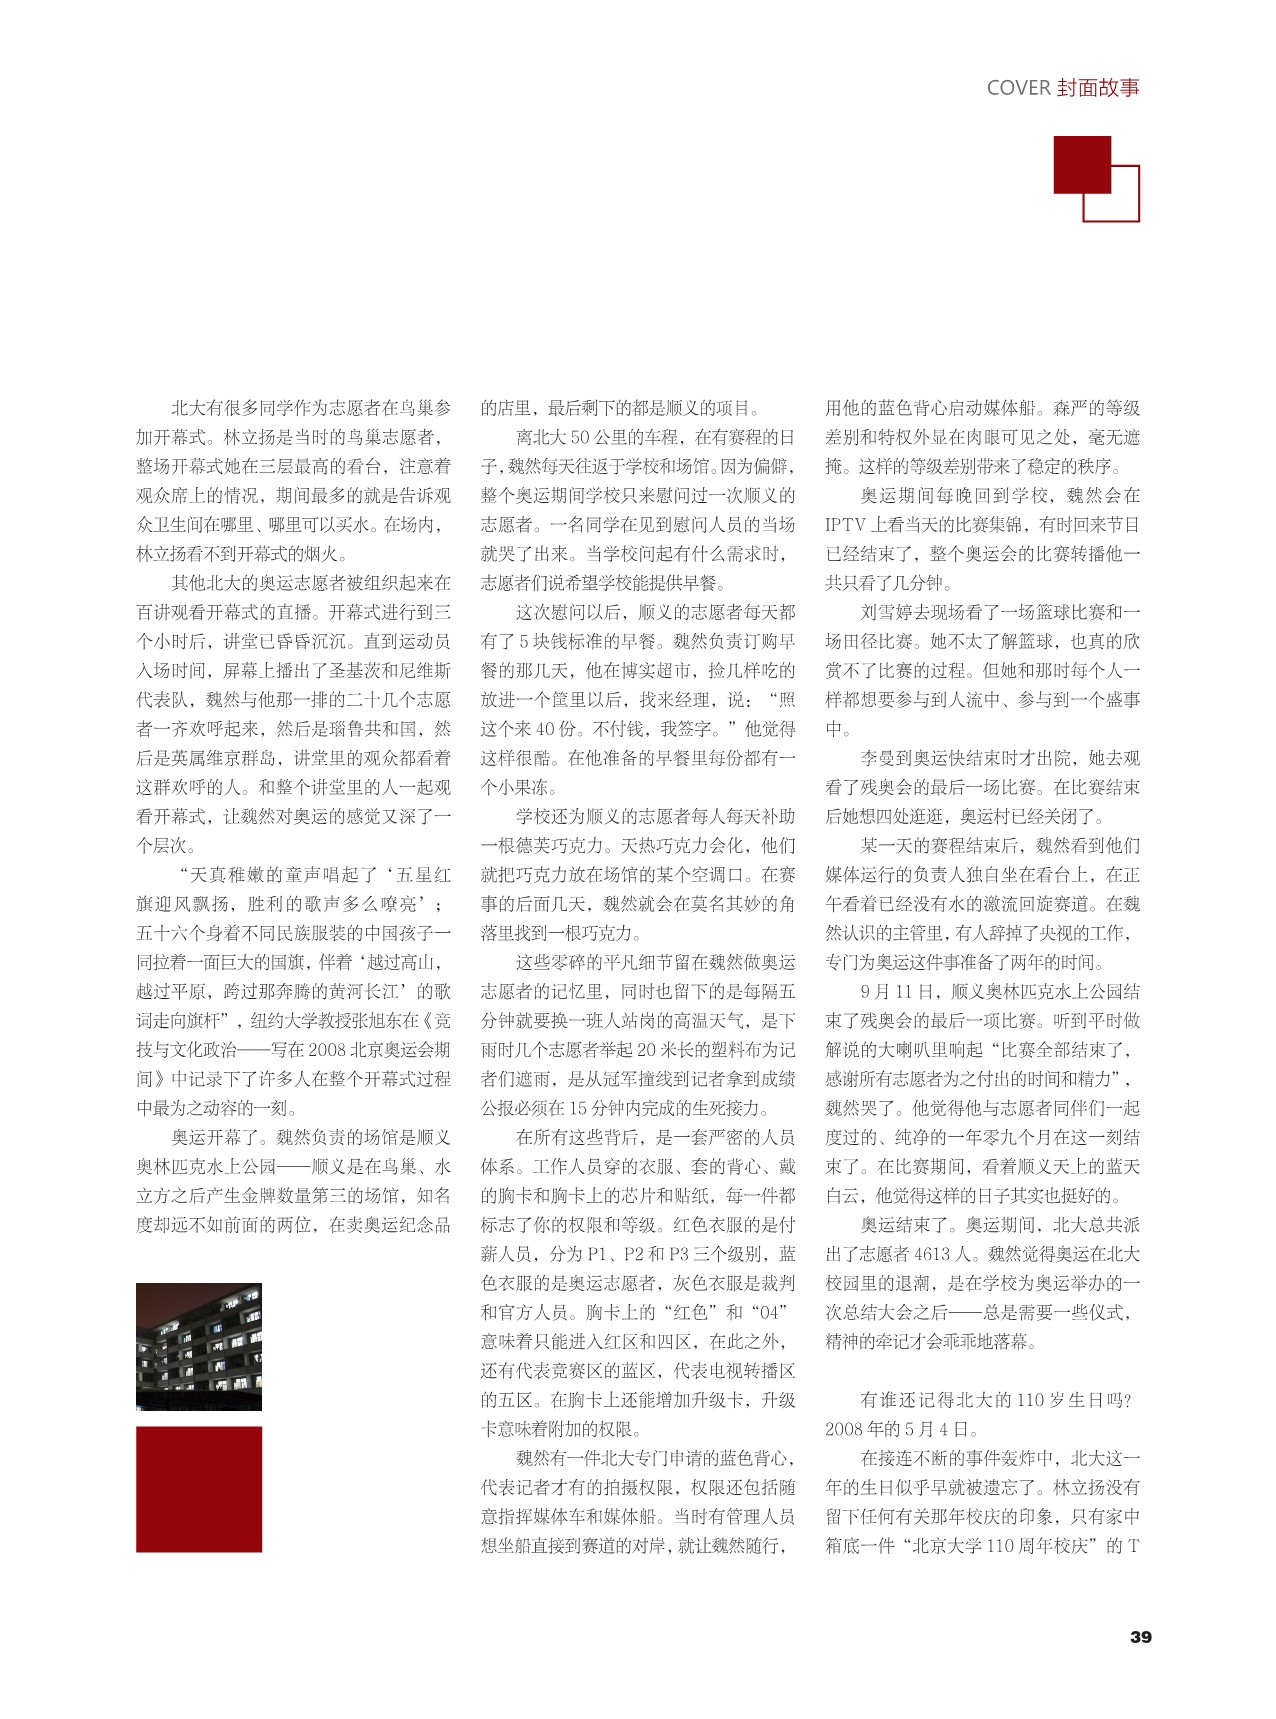 COVER 封面故事
北大有很多同学作为志愿者在鸟巢参
加开幕式。林立扬是当时的鸟巢志愿者，
整场开幕式她在三层最高的看台，注意着
观众席上的情况，期间最多的就是告诉观
众卫生间在哪里、哪里可以买水。在场内，
林立扬看不到开幕式的烟火。
其他北大的奥运志愿者被组织起来在
百讲观看开幕式的直播。开幕式进行到三
个小时后，讲堂已昏昏沉沉。直到运动员
入场时间，屏幕上播出了圣基茨和尼维斯
代表队，魏然与他那一排的二十几个志愿
者一齐欢呼起来，然后是瑙鲁共和国，然
后是英属维京群岛，讲堂里的观众都看着
这群欢呼的人。和整个讲堂里的人一起观
看开幕式，让魏然对奥运的感觉又深了一
个层次。
“天真稚嫩的童声唱起了‘五星红
旗迎风飘扬，胜利的歌声多么嘹亮’；
五十六个身着不同民族服装的中国孩子一
同拉着一面巨大的国旗，伴着‘越过高山，
越过平原，跨过那奔腾的黄河长江’的歌
词走向旗杆”，纽约大学教授张旭东在《竞
技与文化政治——写在 2008 北京奥运会期
间》中记录下了许多人在整个开幕式过程
中最为之动容的一刻。
奥运开幕了。魏然负责的场馆是顺义
奥林匹克水上公园——顺义是在鸟巢、水
立方之后产生金牌数量第三的场馆，知名
度却远不如前面的两位，在卖奥运纪念品
的店里，最后剩下的都是顺义的项目。
离北大 50 公里的车程，在有赛程的日
子，魏然每天往返于学校和场馆。因为偏僻，
整个奥运期间学校只来慰问过一次顺义的
志愿者。一名同学在见到慰问人员的当场
就哭了出来。当学校问起有什么需求时，
志愿者们说希望学校能提供早餐。
这次慰问以后，顺义的志愿者每天都
有了 5 块钱标准的早餐。魏然负责订购早
餐的那几天，他在博实超市，捡几样吃的
放进一个筐里以后，找来经理，说：“照
这个来 40 份。不付钱，我签字。”他觉得
这样很酷。在他准备的早餐里每份都有一
个小果冻。
学校还为顺义的志愿者每人每天补助
一根德芙巧克力。天热巧克力会化，他们
就把巧克力放在场馆的某个空调口。在赛
事的后面几天，魏然就会在莫名其妙的角
落里找到一根巧克力。
这些零碎的平凡细节留在魏然做奥运
志愿者的记忆里，同时也留下的是每隔五
分钟就要换一班人站岗的高温天气，是下
雨时几个志愿者举起 20 米长的塑料布为记
者们遮雨，是从冠军撞线到记者拿到成绩
公报必须在 15 分钟内完成的生死接力。
在所有这些背后，是一套严密的人员
体系。工作人员穿的衣服、套的背心、戴
的胸卡和胸卡上的芯片和贴纸，每一件都
标志了你的权限和等级。红色衣服的是付
薪人员，分为 P1、P2 和 P3 三个级别，蓝
色衣服的是奥运志愿者，灰色衣服是裁判
和官方人员。胸卡上的“红色”和“04”
意味着只能进入红区和四区，在此之外，
还有代表竞赛区的蓝区，代表电视转播区
的五区。在胸卡上还能增加升级卡，升级
卡意味着附加的权限。
魏然有一件北大专门申请的蓝色背心，
代表记者才有的拍摄权限，权限还包括随
意指挥媒体车和媒体船。当时有管理人员
想坐船直接到赛道的对岸，就让魏然随行，
用他的蓝色背心启动媒体船。森严的等级
差别和特权外显在肉眼可见之处，毫无遮
掩。这样的等级差别带来了稳定的秩序。
奥运期间每晚回到学校，魏然会在
IPTV 上看当天的比赛集锦，有时回来节目
已经结束了，整个奥运会的比赛转播他一
共只看了几分钟。
刘雪婷去现场看了一场篮球比赛和一
场田径比赛。她不太了解篮球，也真的欣
赏不了比赛的过程。但她和那时每个人一
样都想要参与到人流中、参与到一个盛事
中。
李曼到奥运快结束时才出院，她去观
看了残奥会的最后一场比赛。在比赛结束
后她想四处逛逛，奥运村已经关闭了。
某一天的赛程结束后，魏然看到他们
媒体运行的负责人独自坐在看台上，在正
午看着已经没有水的激流回旋赛道。在魏
然认识的主管里，有人辞掉了央视的工作，
专门为奥运这件事准备了两年的时间。
9 月 11 日，顺义奥林匹克水上公园结
束了残奥会的最后一项比赛。听到平时做
解说的大喇叭里响起“比赛全部结束了，
感谢所有志愿者为之付出的时间和精力”，
魏然哭了。他觉得他与志愿者同伴们一起
度过的、纯净的一年零九个月在这一刻结
束了。在比赛期间，看着顺义天上的蓝天
白云，他觉得这样的日子其实也挺好的。
奥运结束了。奥运期间，北大总共派
出了志愿者 4613 人。魏然觉得奥运在北大
校园里的退潮，是在学校为奥运举办的一
次总结大会之后——总是需要一些仪式，
精神的牵记才会乖乖地落幕。
有谁还记得北大的 110 岁生日吗？
2008 年的 5 月 4 日。
在接连不断的事件轰炸中，北大这一
年的生日似乎早就被遗忘了。林立扬没有
留下任何有关那年校庆的印象，只有家中
箱底一件“北京大学 110 周年校庆”的 T
39